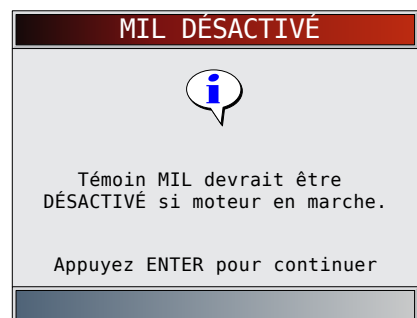 MIL DÉSACTIVÉ
Témoin MIL devrait être
DÉSACTIVÉ si moteur en marche.
Appuyez ENTER pour continuer